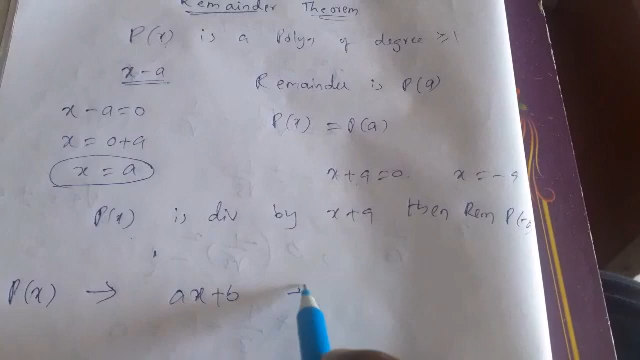 Remainder Theorem
P(x) is a Polyn of degree ≥1
x-a Remainder is P(a)
x-a=0 P(x) = P(a)
x = 0+a
x = a x+a=0 x=-a
P(x) is div by x+a then Rem P(-a)
P(x) → ax+b →